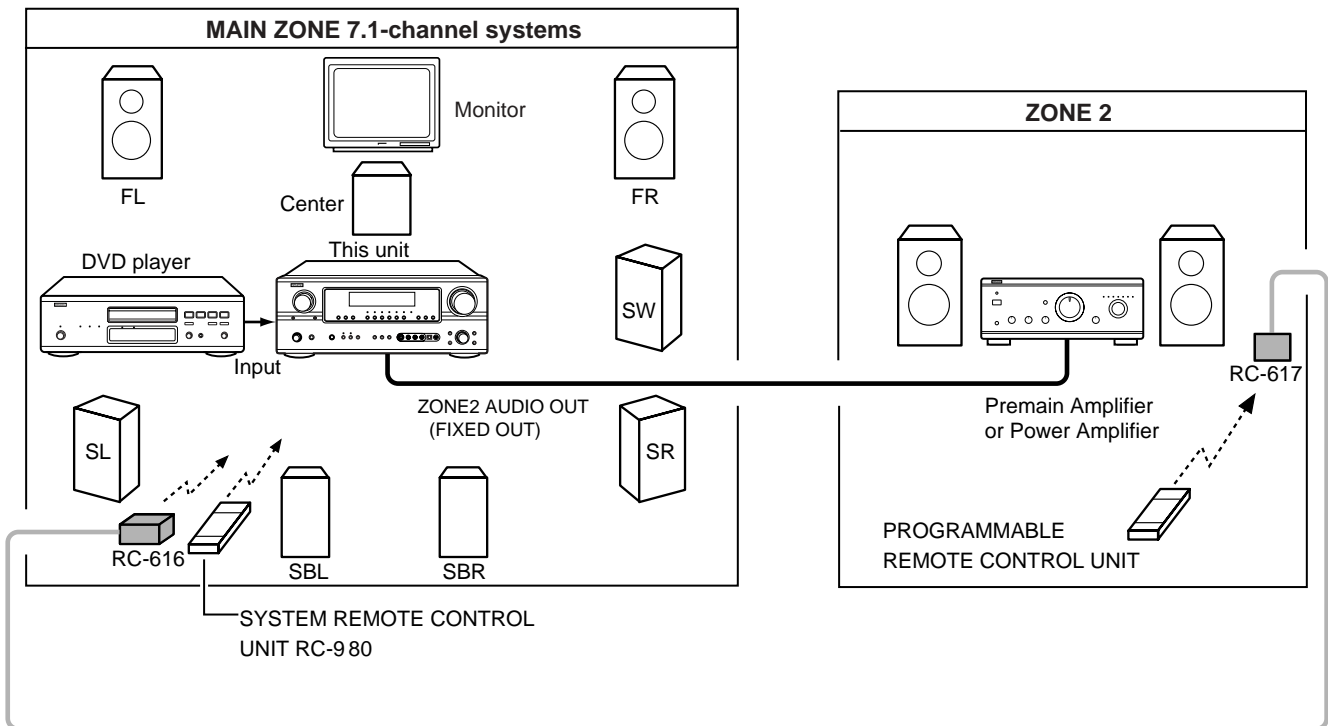 MAIN ZONE 7.1-channel systems
Monitor
FL
Center
FR
This unit
DVD player
Input
SW
ZONE2 AUDIO OUT
(FIXED OUT)
SL
SR
RC-616
SBL
SBR
SYSTEM REMOTE CONTROL
UNIT RC-9 80
ZONE 2
RC-617
Premain Amplifier
or Power Amplifier
PROGRAMMABLE
REMOTE CONTROL UNIT